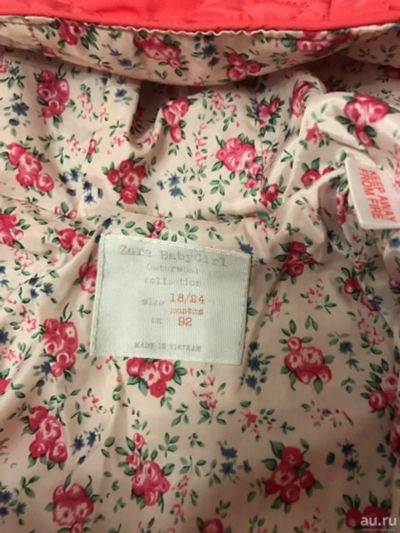 Zara BabyGirl
Outerwear
collection
size 18/24
months
cm 92
MADE IN VIETNAM
KEEP AWAY
FROM FIRE
au.ru